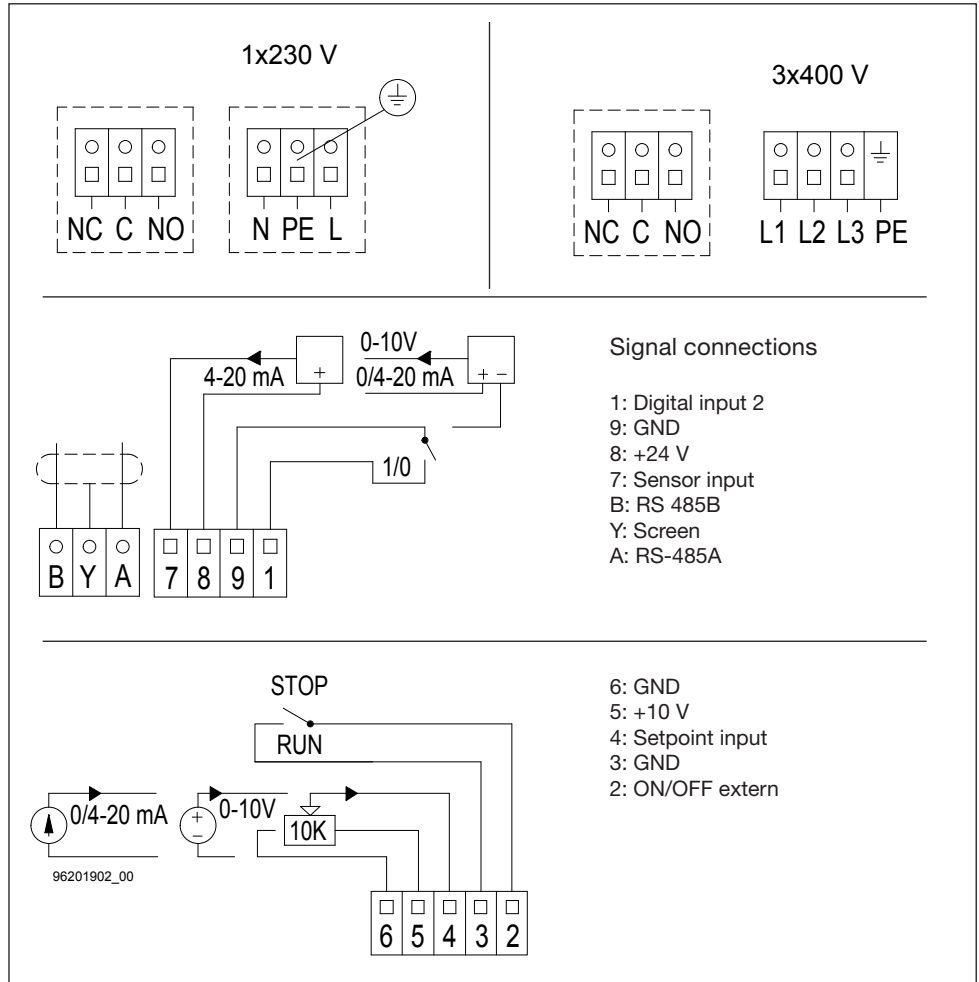 1x230 V
3x400 V
NC C NO
N PE L
NC C NO
L1 L2 L3 PE
0-10V
4-20 mA
0/4-20 mA
+
+ -
1/0
B Y A
7 8 9 1
Signal connections
1: Digital input 2
9: GND
8: +24 V
7: Sensor input
B: RS 485B
Y: Screen
A: RS-485A
STOP
RUN
0/4-20 mA
+
-
0-10V
10K
96201902_00
6 5 4 3 2
6: GND
5: +10 V
4: Setpoint input
3: GND
2: ON/OFF extern